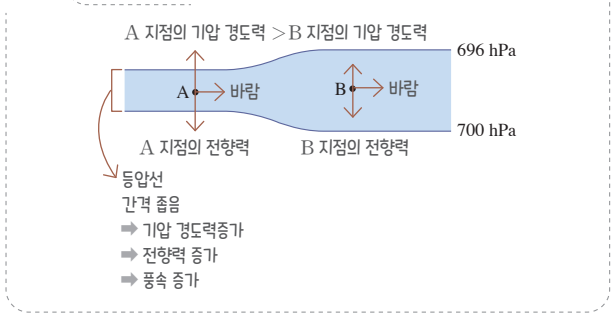 A 지점의 기압 경도력 >B 지점의 기압 경도력
696 hPa
A 바람 B 바람
700 hPa
A 지점의 전향력 B 지점의 전향력
등압선
간격 좁음
➡ 기압 경도력증가
➡ 전향력 증가
➡ 풍속 증가